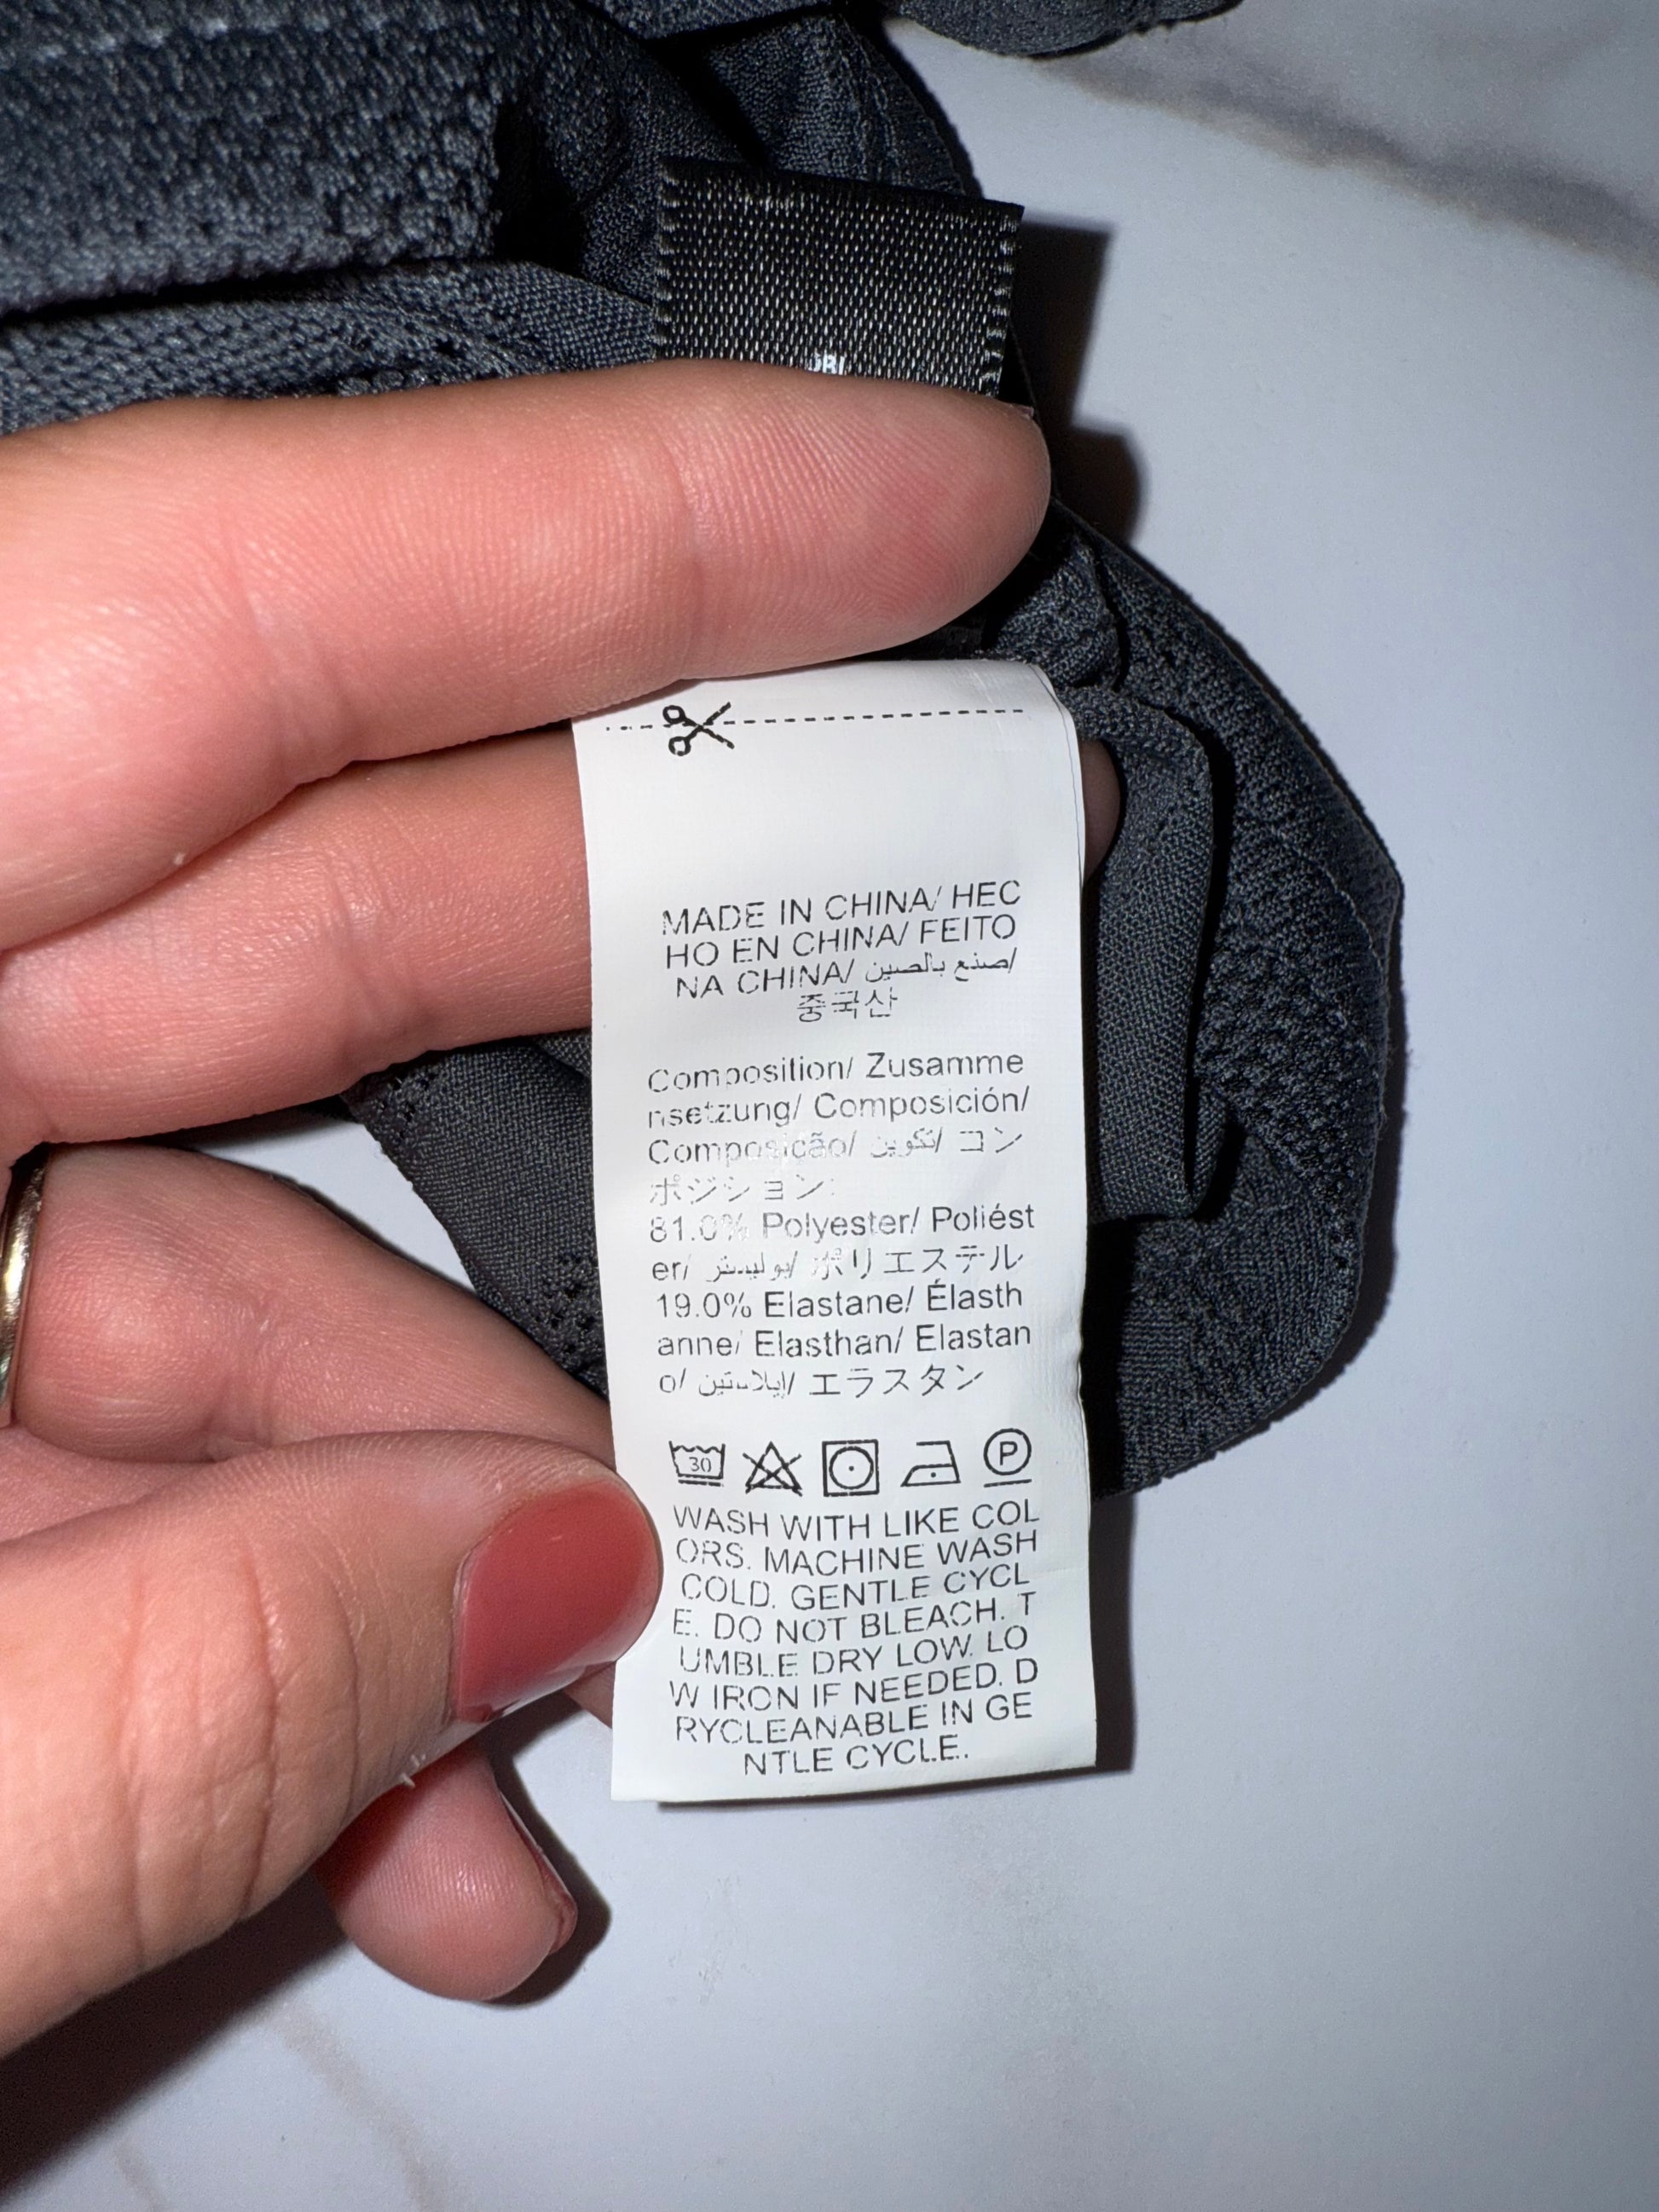 MADE IN CHINA/ HEC
HO EN CHINA/ FEITO
NA CHINA/ صنع بالصين/
중국산
Composition/ Zusamme
nsetzung/ Composición/
Composição/ تكوين/ コン
ポジション:
81.0% Polyester/ Poliést
er/ بوليستر/ ポリエステル
19.0% Elastane/ Élasth
anne/ Elasthan/ Elastan
o/ إيلاستين/ エラスタン
30 P
WASH WITH LIKE COL
ORS. MACHINE WASH
COLD. GENTLE CYCL
E. DO NOT BLEACH. T
UMBLE DRY LOW. LO
W IRON IF NEEDED. D
RYCLEANABLE IN GE
NTLE CYCLE.